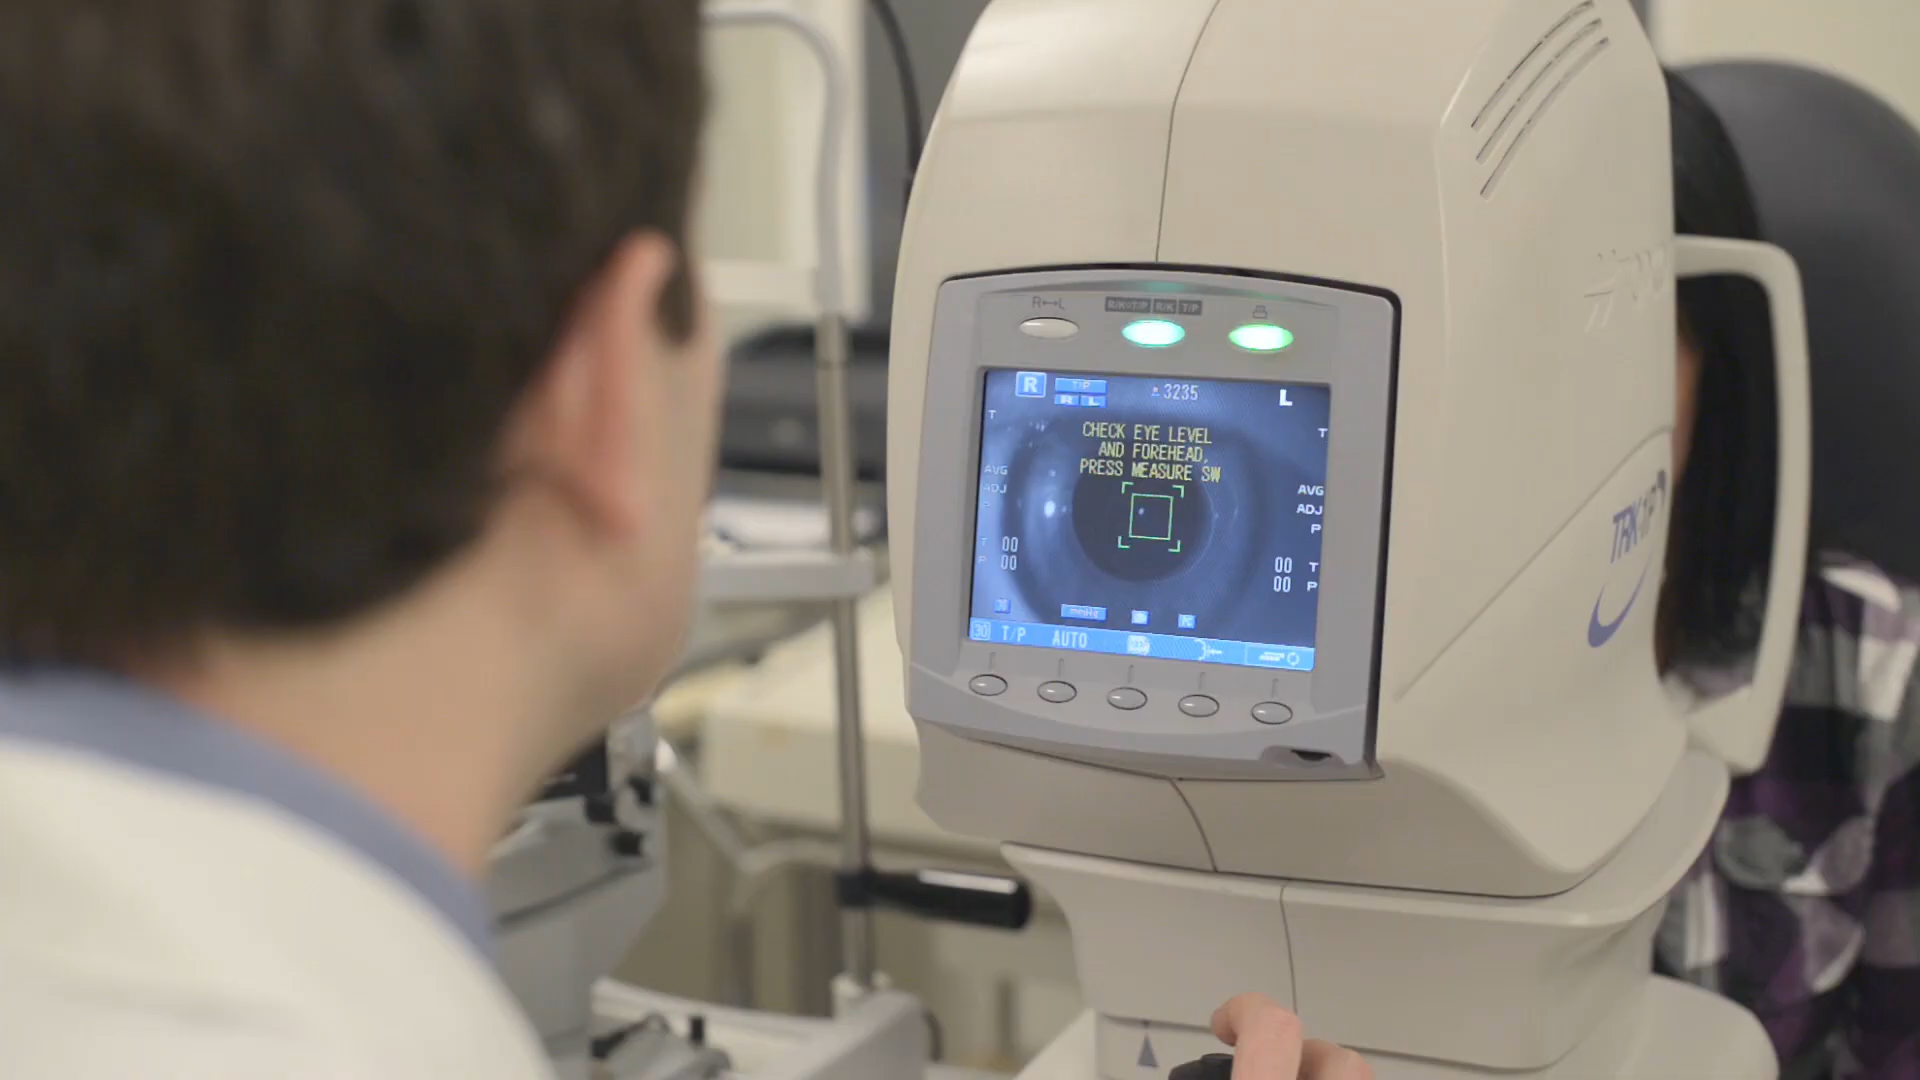 R↔L
R/K⇔T/P R/K T/P
R T/P 3235 L
R L
T T
CHECK EYE LEVEL
AND FOREHEAD,
PRESS MEASURE SW
AVG AVG
ADJ ADJ
P P
T 00 00 T
P 00 00 P
mmHg
30 T/P AUTO
TRK-1P